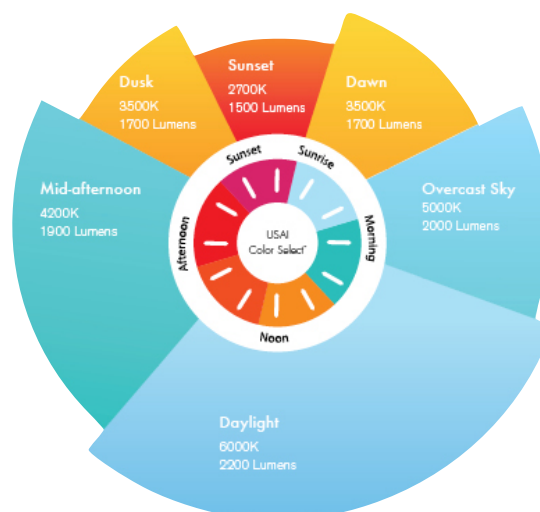 Sunset
2700K
1500 Lumens
Dawn
3500K
1700 Lumens
Overcast Sky
5000K
2000 Lumens
Daylight
6000K
2200 Lumens
Mid-afternoon
4200K
1900 Lumens
Dusk
3500K
1700 Lumens
Sunset
Sunrise
Morning
Noon
Afternoon
USAI
Color Select™